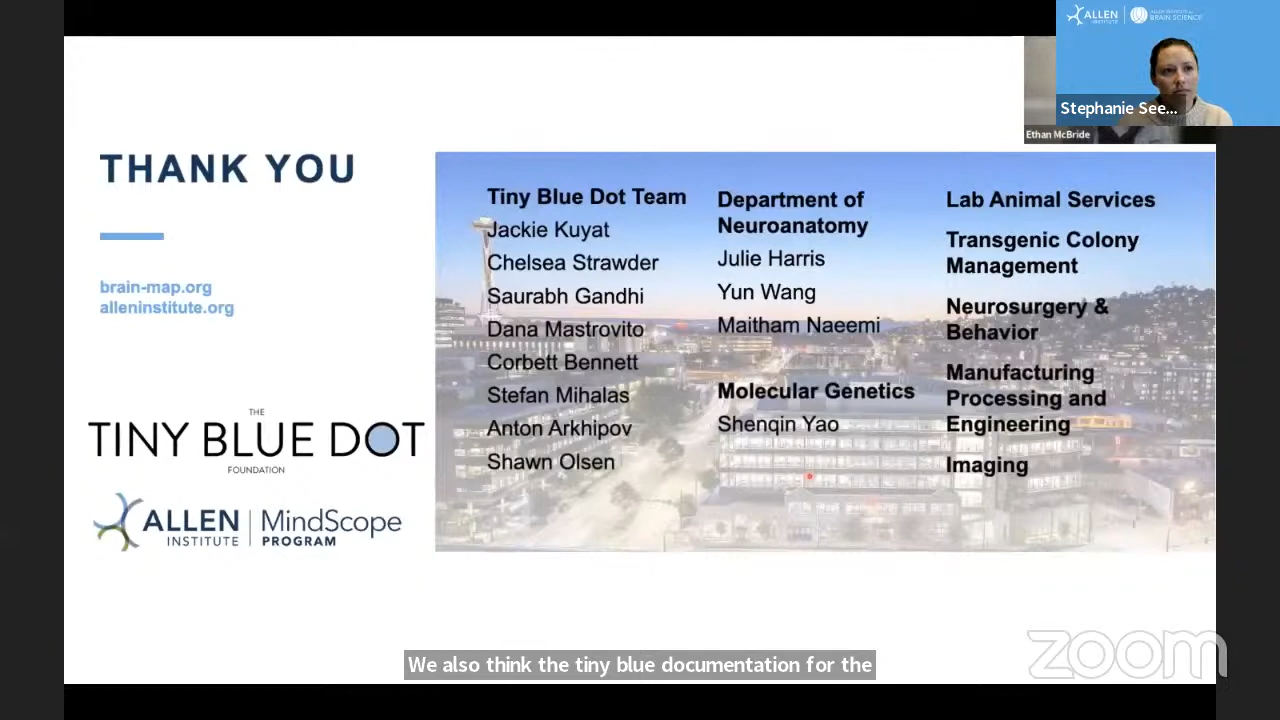 ALLEN
INSTITUTE
ALLEN INSTITUTE for
BRAIN SCIENCE
Stephanie See...
Ethan McBride
THANK YOU
brain-map.org
alleninstitute.org
THE
TINY BLUE DOT
FOUNDATION
ALLEN
INSTITUTE
MindScope
PROGRAM
Tiny Blue Dot Team
Jackie Kuyat
Chelsea Strawder
Saurabh Gandhi
Dana Mastrovito
Corbett Bennett
Stefan Mihalas
Anton Arkhipov
Shawn Olsen
Department of
Neuroanatomy
Julie Harris
Yun Wang
Maitham Naeemi
Molecular Genetics
Shenqin Yao
Lab Animal Services
Transgenic Colony
Management
Neurosurgery &
Behavior
Manufacturing
Processing and
Engineering
Imaging
We also think the tiny blue documentation for the
zoom